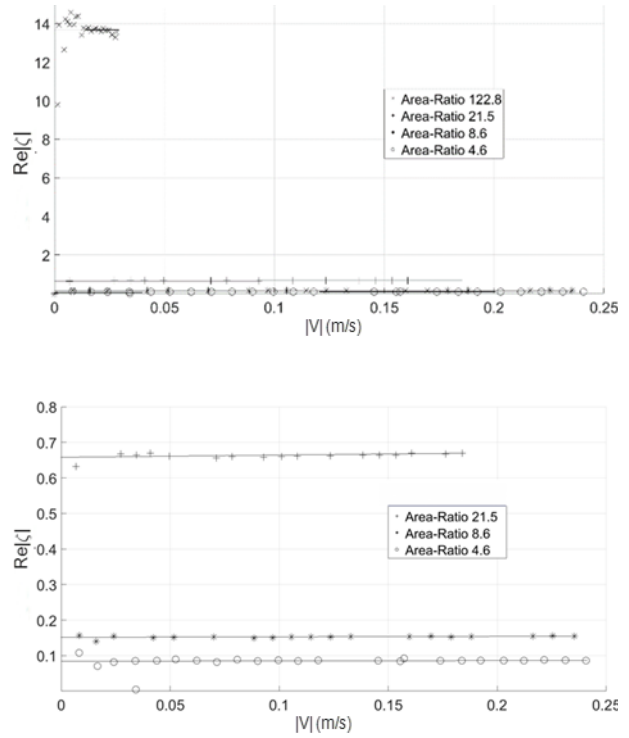 14
12
10
8
6
4
2
Re|ζ|
Area-Ratio 122.8
Area-Ratio 21.5
Area-Ratio 8.6
Area-Ratio 4.6
0 0.05 0.1 0.15 0.2 0.25
|V| (m/s)
0.8
0.7
0.6
0.5
0.4
0.3
0.2
0.1
Re|ζ|
Area-Ratio 21.5
Area-Ratio 8.6
Area-Ratio 4.6
0 0.05 0.1 0.15 0.2 0.25
|V| (m/s)